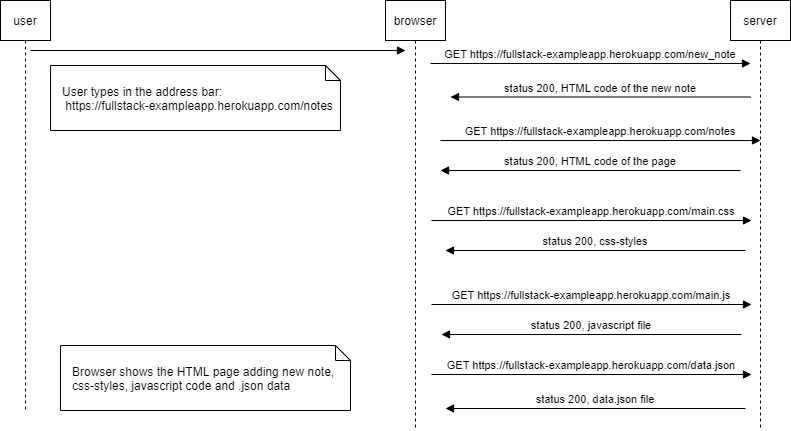 user
browser
server
GET https://fullstack-exampleapp.herokuapp.com/new_note
User types in the address bar:
https://fullstack-exampleapp.herokuapp.com/notes
status 200, HTML code of the new note
GET https://fullstack-exampleapp.herokuapp.com/notes
status 200, HTML code of the page
GET https://fullstack-exampleapp.herokuapp.com/main.css
status 200, css-styles
GET https://fullstack-exampleapp.herokuapp.com/main.js
status 200, javascript file
Browser shows the HTML page adding new note,
css-styles, javascript code and .json data
GET https://fullstack-exampleapp.herokuapp.com/data.json
status 200, data.json file